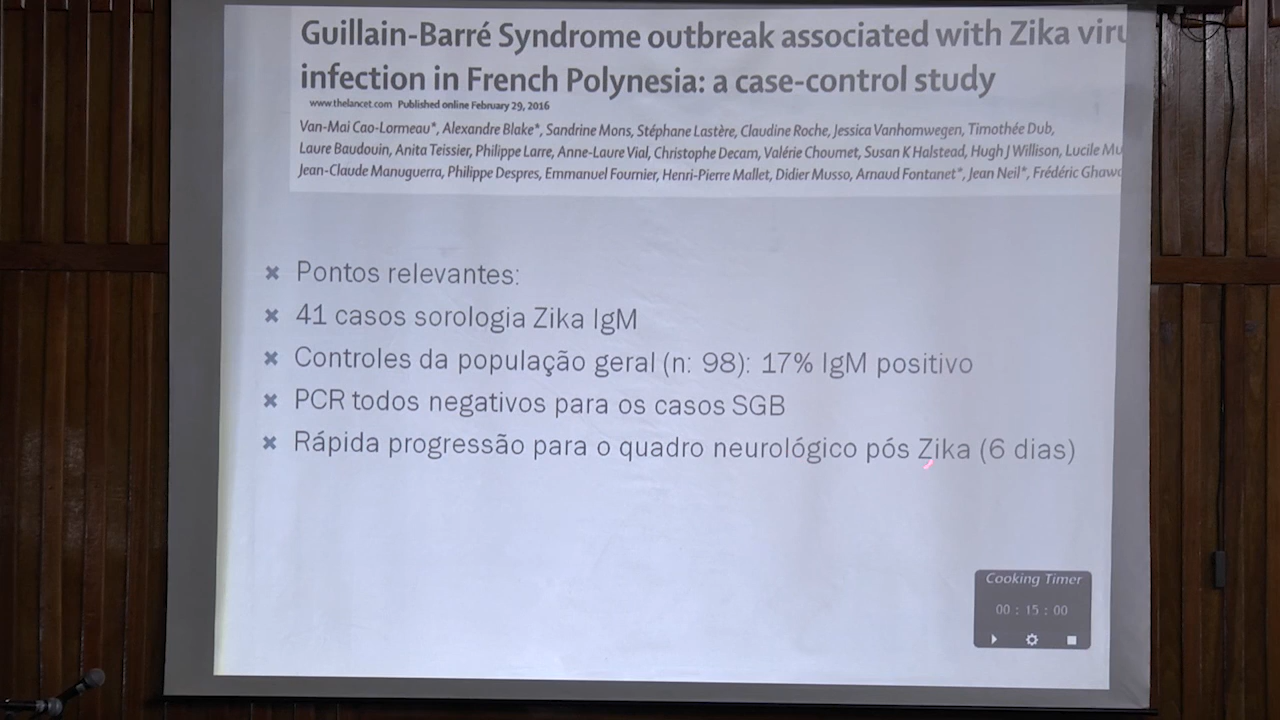 Guillain-Barré Syndrome outbreak associated with Zika viru
infection in French Polynesia: a case-control study
www.thelancet.com Published online February 29, 2016
Van-Mai Cao-Lormeau*, Alexandre Blake*, Sandrine Mons, Stéphane Lastère, Claudine Roche, Jessica Vanhomwegen, Timothée Dub,
Laure Baudouin, Anita Teissier, Philippe Larre, Anne-Laure Vial, Christophe Decam, Valérie Choumet, Susan K Halstead, Hugh J Willison, Lucile Mu
Jean-Claude Manuguerra, Philippe Despres, Emmanuel Fournier, Henri-Pierre Mallet, Didier Musso, Arnaud Fontanet*, Jean Neil*, Frédéric Ghawc
Pontos relevantes:
41 casos sorologia Zika IgM
Controles da população geral (n: 98): 17% IgM positivo
PCR todos negativos para os casos SGB
Rápida progressão para o quadro neurológico pós Zika (6 dias)
Cooking Timer
00 : 15 : 00